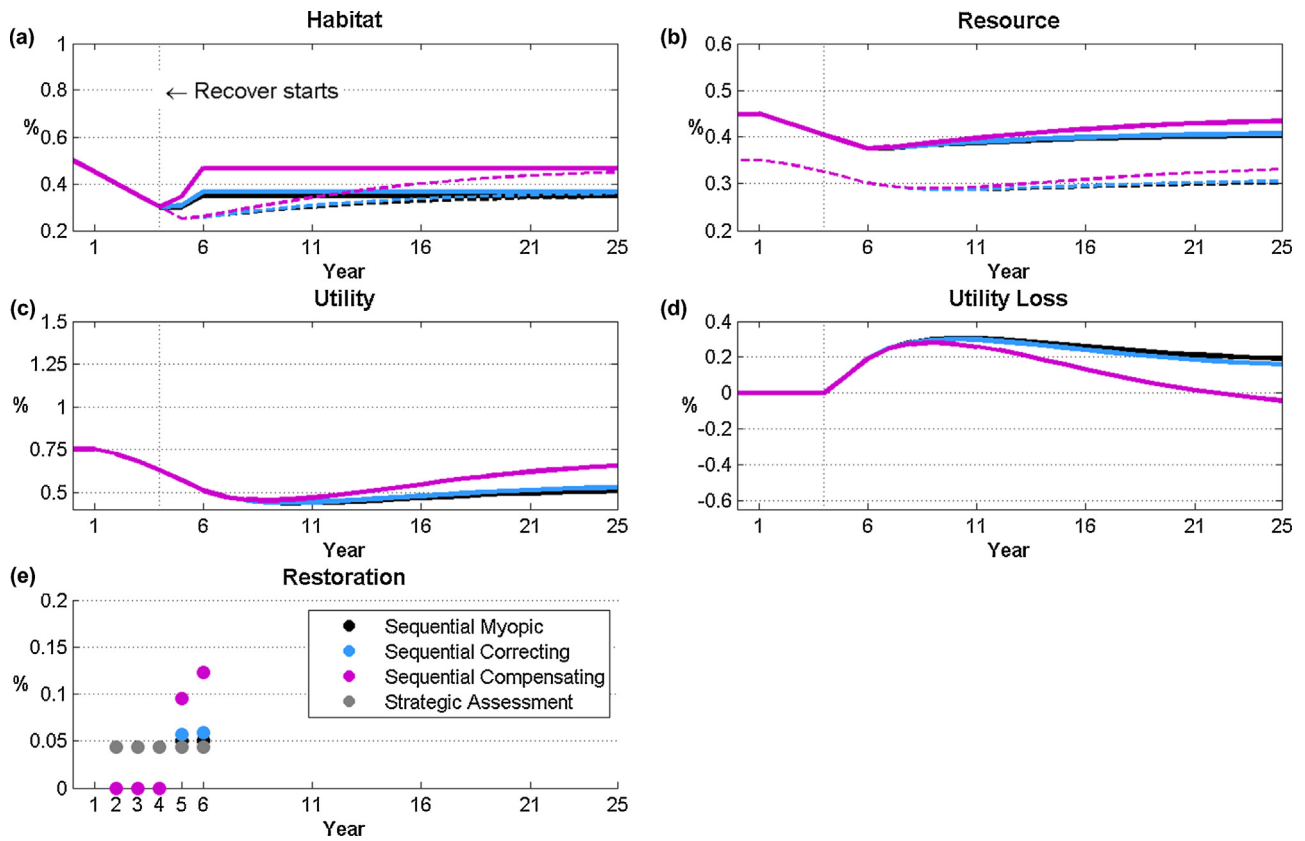 (a)
Habitat
1
0.8
← Recover starts
%
0.6
0.4
0.2
1 6 11 16 21 25
Year
(b)
Resource
0.6
0.5
%
0.4
0.3
0.2
1 6 11 16 21 25
Year
(c)
Utility
1.5
1.25
%
1
0.75
0.5
1 6 11 16 21 25
Year
(d)
Utility Loss
0.4
0.2
%
0
-0.2
-0.4
-0.6
1 6 11 16 21 25
Year
(e)
Restoration
0.2
0.15
%
0.1
0.05
0
Sequential Myopic
Sequential Correcting
Sequential Compensating
Strategic Assessment
1 2 3 4 5 6 11 16 21 25
Year